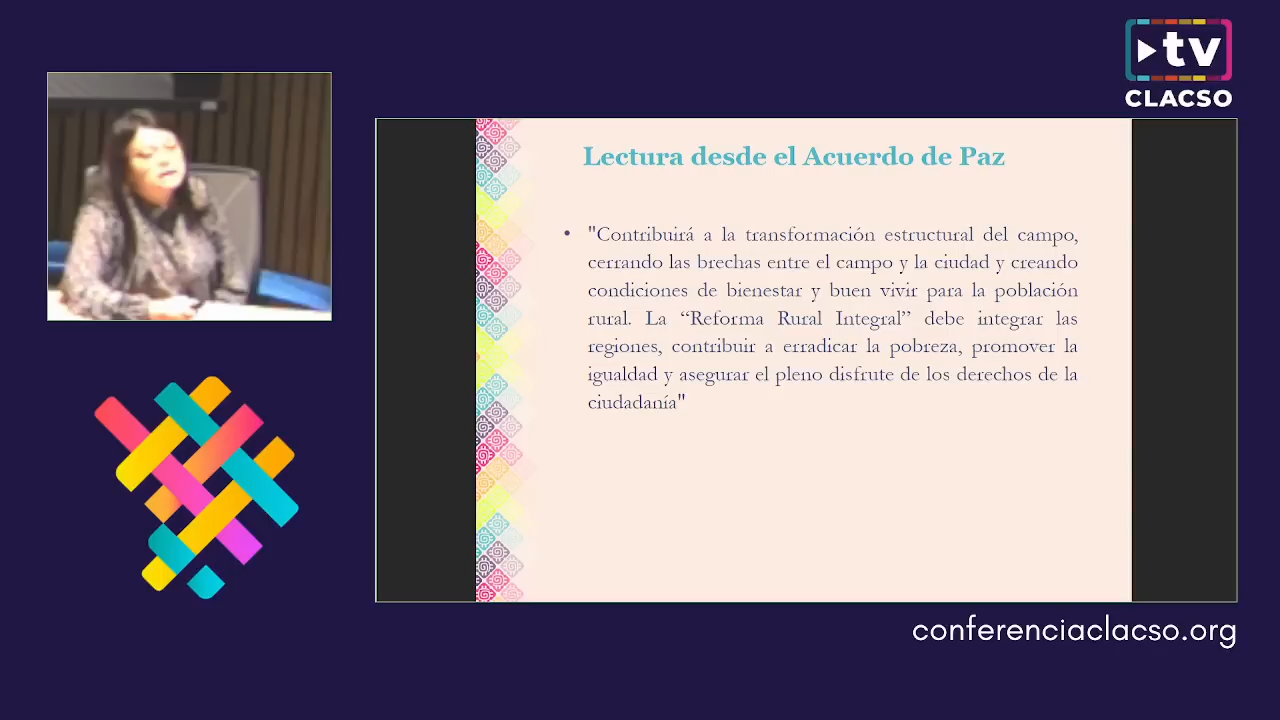 tv
CLACSO
Lectura desde el Acuerdo de Paz
• "Contribuirá a la transformación estructural del campo,
cerrando las brechas entre el campo y la ciudad y creando
condiciones de bienestar y buen vivir para la población
rural. La “Reforma Rural Integral” debe integrar las
regiones, contribuir a erradicar la pobreza, promover la
igualdad y asegurar el pleno disfrute de los derechos de la
ciudadanía"
conferenciaclacso.org